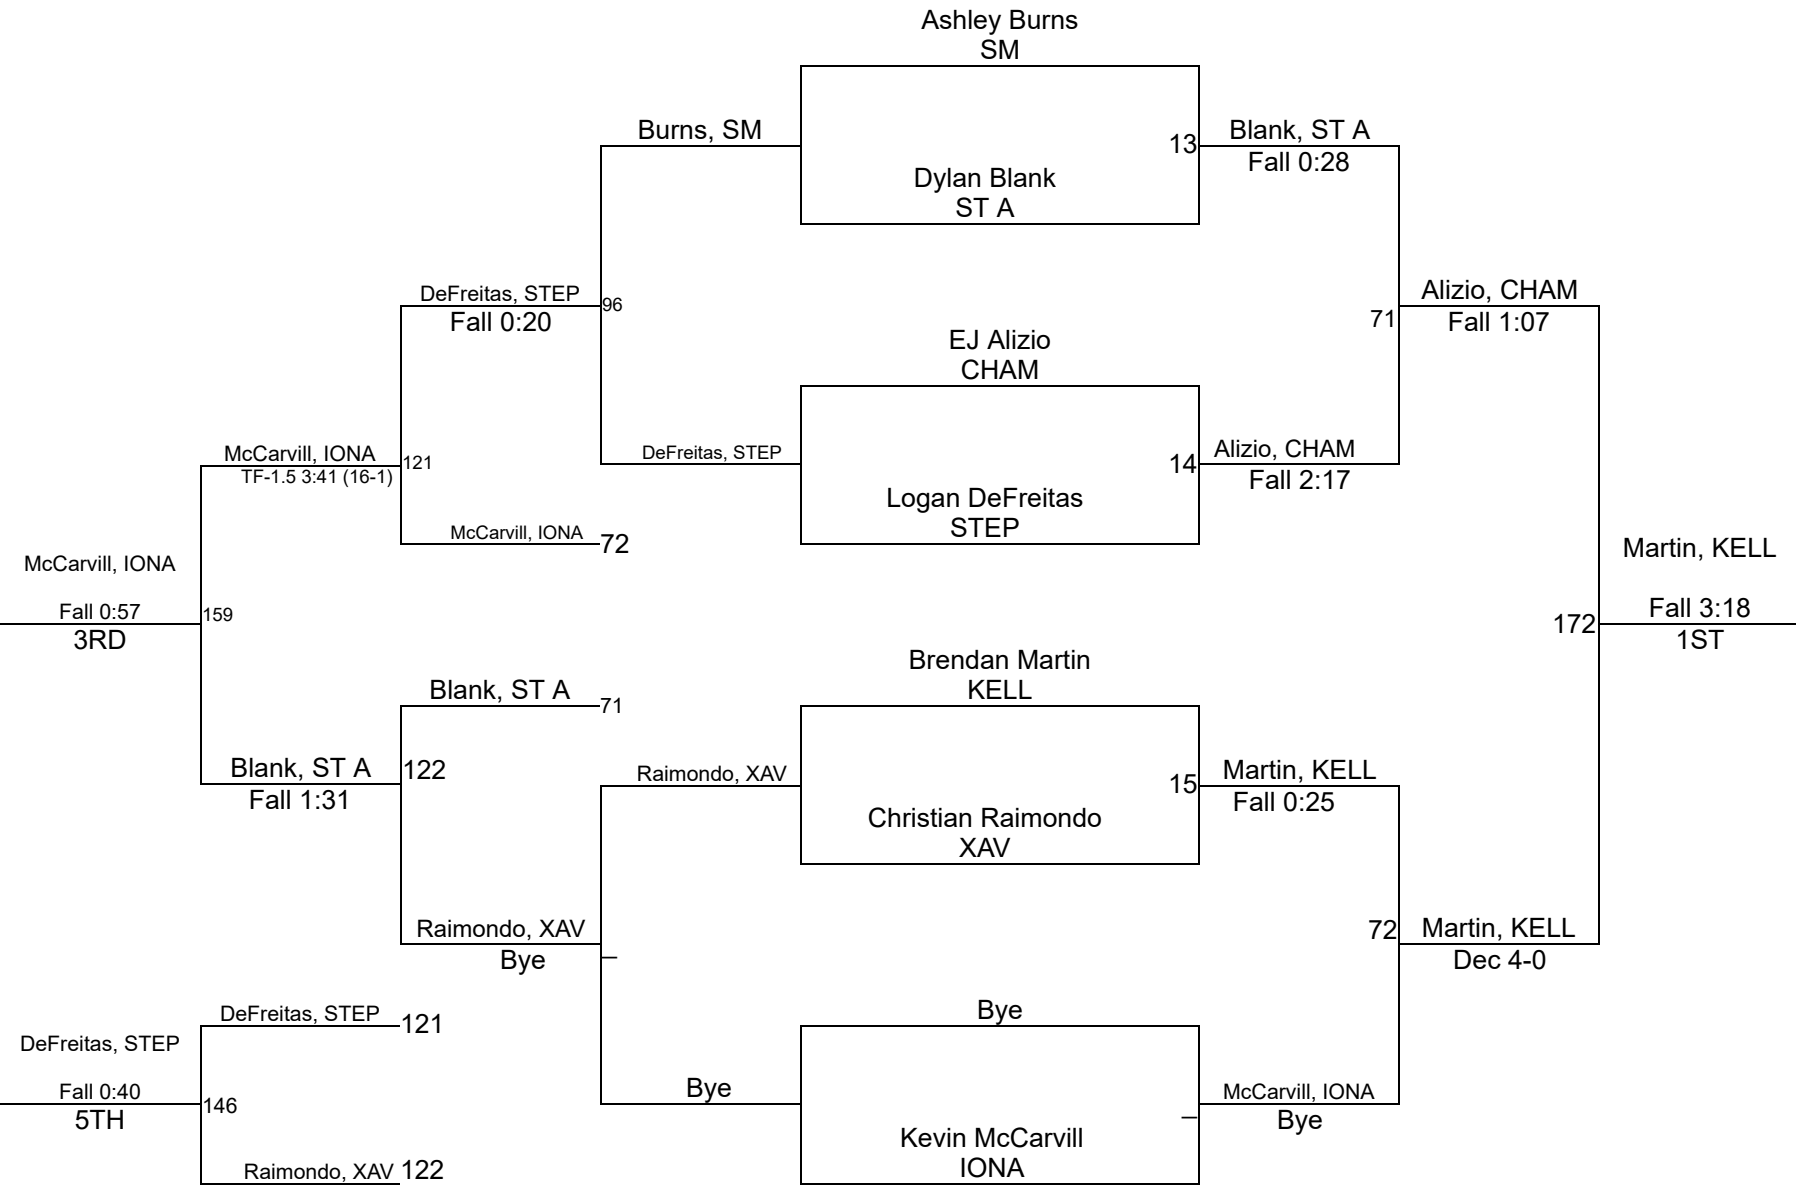 Ashley Burns
SM
Burns, SM
13
Blank, ST A
Fall 0:28
Dylan Blank
ST A
DeFreitas, STEP
96
Fall 0:20
Alizio, CHAM
71
Fall 1:07
EJ Alizio
CHAM
McCarvill, IONA
121
TF-1.5 3:41 (16-1)
DeFreitas, STEP
14
Alizio, CHAM
Fall 2:17
Logan DeFreitas
STEP
McCarvill, IONA
72
McCarvill, IONA
Fall 0:57
159
3RD
Martin, KELL
172
Fall 3:18
1ST
Brendan Martin
KELL
Blank, ST A
71
Blank, ST A
122
Fall 1:31
Raimondo, XAV
15
Martin, KELL
Fall 0:25
Christian Raimondo
XAV
Raimondo, XAV
Bye
72
Martin, KELL
Dec 4-0
DeFreitas, STEP
121
Bye
DeFreitas, STEP
Fall 0:40
146
5TH
Bye
McCarvill, IONA
Bye
Kevin McCarvill
IONA
Raimondo, XAV
122